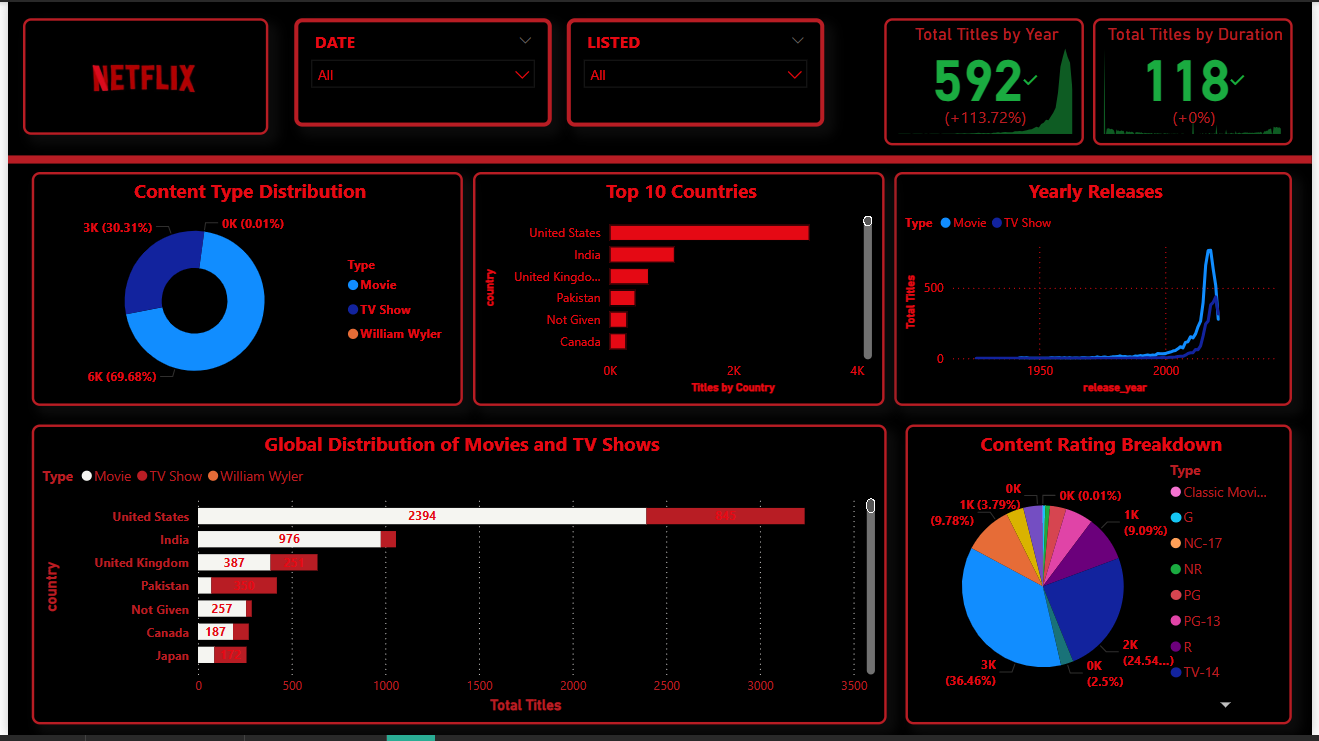 NETFLIX
DATE
All
LISTED
All
Total Titles by Year
592
(+113.72%)
Total Titles by Duration
118
(+0%)
Content Type Distribution
3K (30.31%)
0K (0.01%)
6K (69.68%)
Type
Movie
TV Show
William Wyler
Top 10 Countries
country
United States
India
United Kingdo...
Pakistan
Not Given
Canada
0K
2K
4K
Titles by Country
Yearly Releases
Type Movie TV Show
Total Titles
500
0
1950
2000
release_year
Global Distribution of Movies and TV Shows
Type Movie TV Show William Wyler
country
United States
2394
India
976
United Kingdom
387
Pakistan
Not Given
257
Canada
187
Japan
0
500
1000
1500
2000
2500
3000
3500
Total Titles
Content Rating Breakdown
0K
1K (3.79%)
(9.78%)
0K (0.01%)
1K
(9.09%)
2K
(24.54...)
0K
(2.5%)
3K
(36.46%)
Type
Classic Movi...
G
NC-17
NR
PG
PG-13
R
TV-14